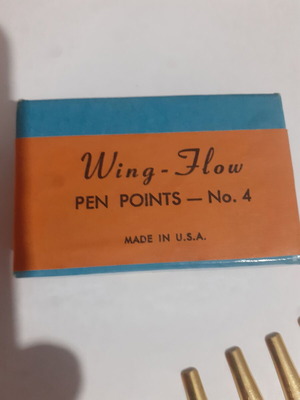 Wing-Flow
PEN POINTS — No. 4
MADE IN U.S.A.